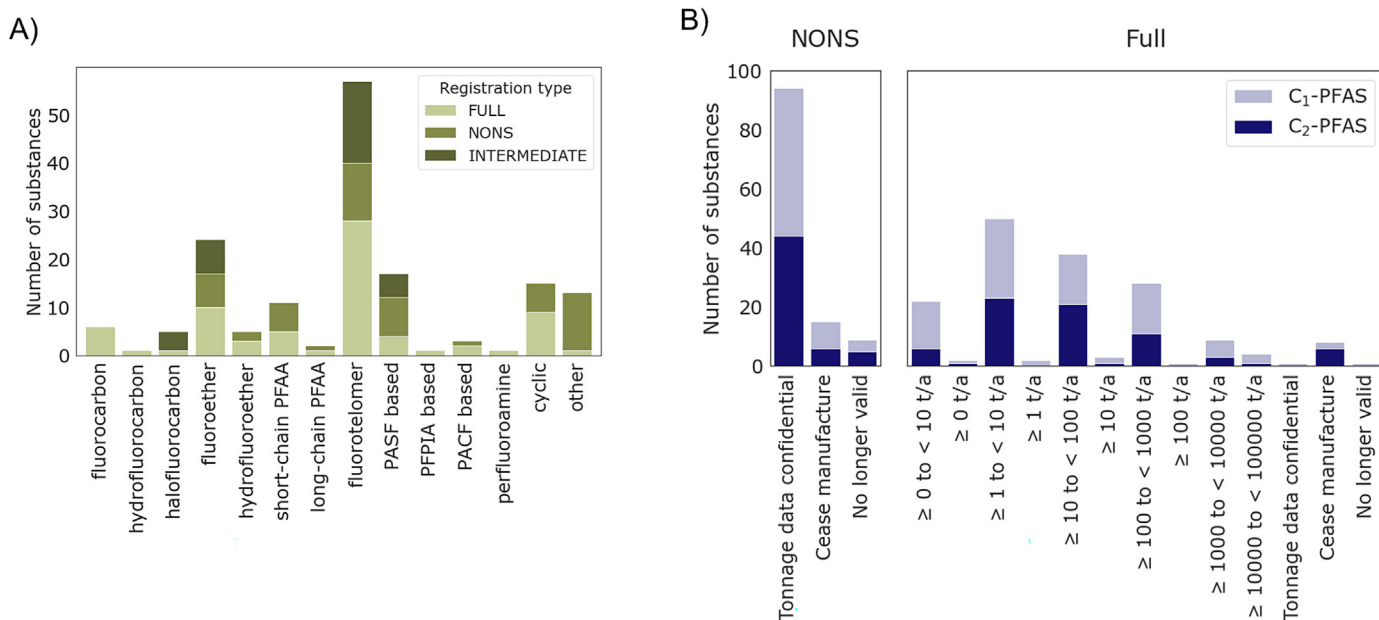 A)
Number of substances
50
40
30
20
10
0
Registration type
FULL
NONS
INTERMEDIATE
fluorocarbon
hydrofluorocarbon
halofluorocarbon
fluoroether
hydrofluoroether
short-chain PFAA
long-chain PFAA
fluorotelomer
PASF based
PFPIA based
PACF based
perfluoroamine
cyclic
other
B)
NONS
Full
Number of substances
100
80
60
40
20
0
C₁-PFAS
C₂-PFAS
Tonnage data confidential
Cease manufacture
No longer valid
≥ 0 to < 10 t/a
≥ 0 t/a
≥ 1 to < 10 t/a
≥ 1 t/a
≥ 10 to < 100 t/a
≥ 10 t/a
≥ 100 to < 1000 t/a
≥ 100 t/a
≥ 1000 to < 10000 t/a
≥ 10000 to < 100000 t/a
Tonnage data confidential
Cease manufacture
No longer valid